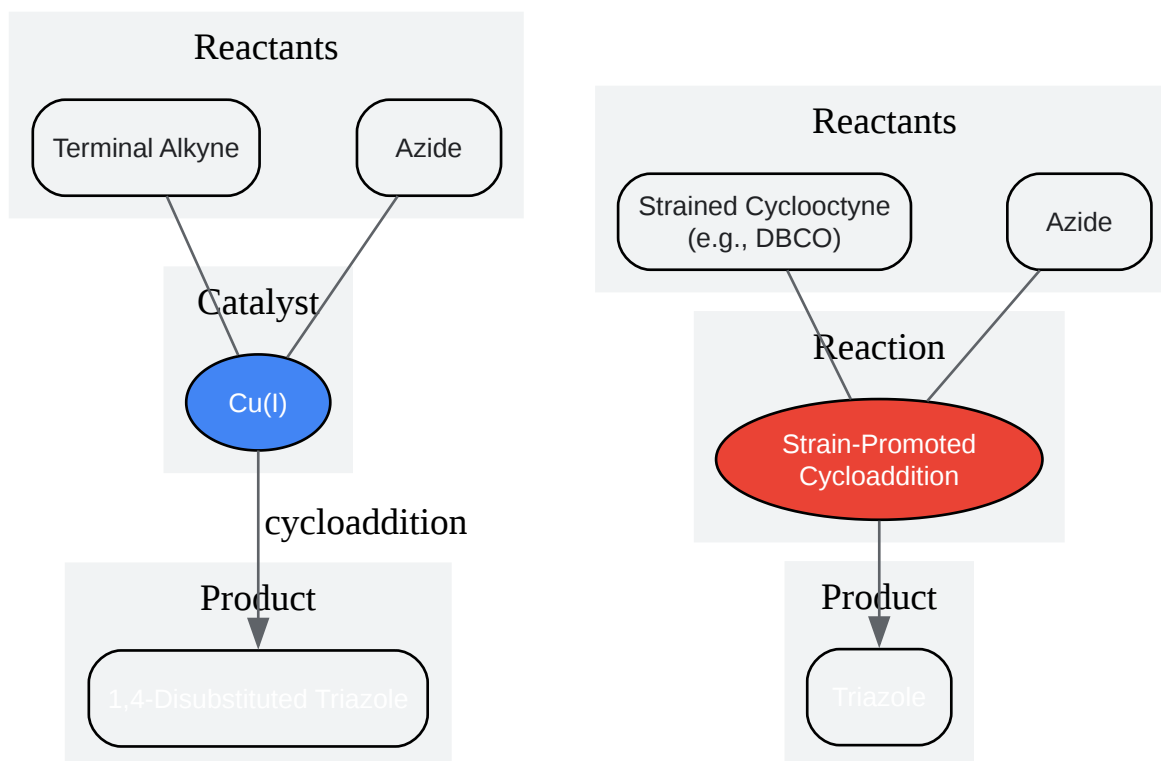 Reactants
Terminal Alkyne
Azide
Catalyst
Cu(I)
cycloaddition
Product
1,4-Disubstituted Triazole
Reactants
Strained Cyclooctyne
(e.g., DBCO)
Azide
Reaction
Strain-Promoted
Cycloaddition
Product
Triazole